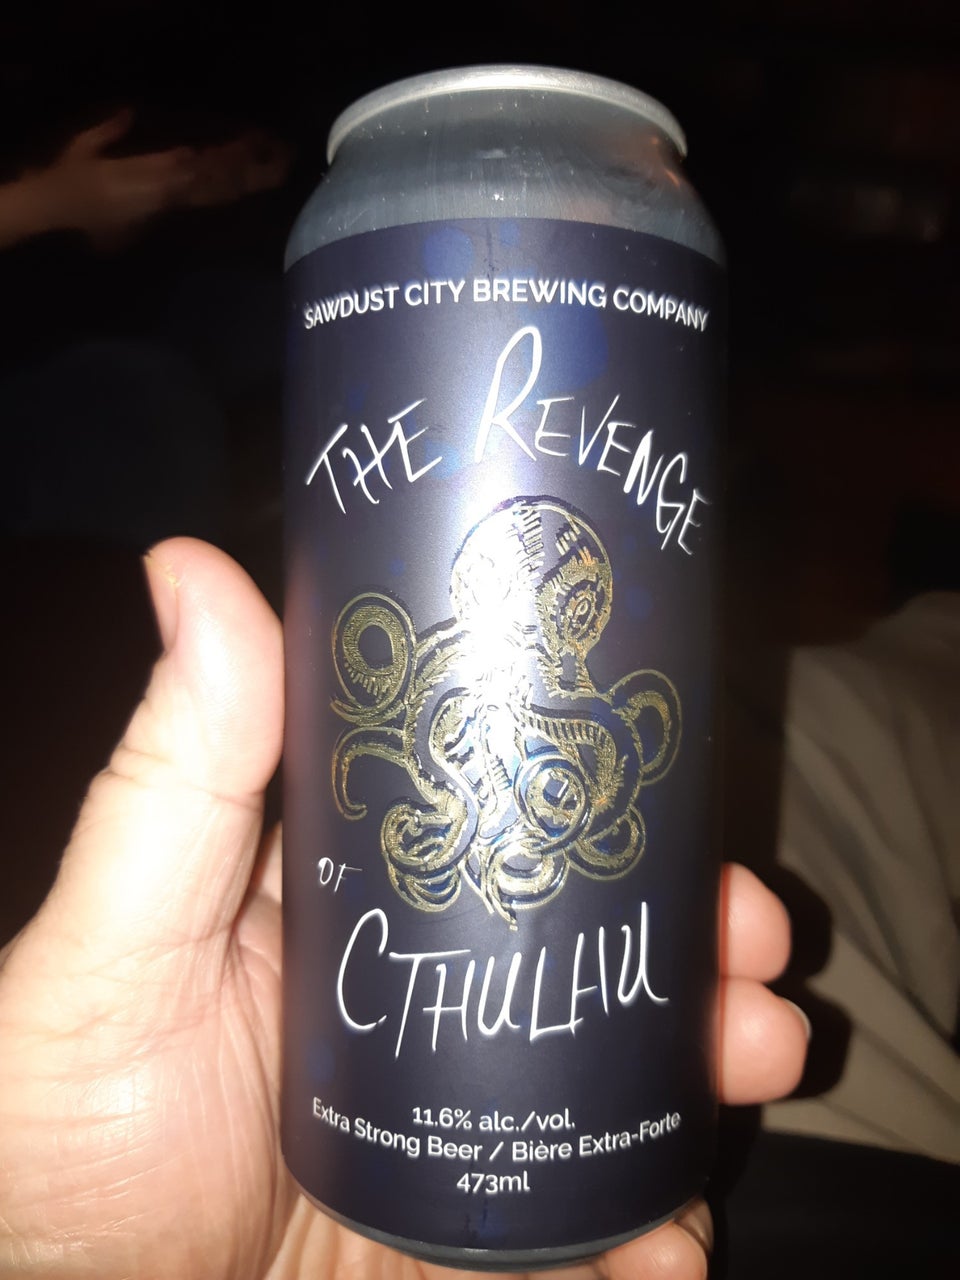 SAWDUST CITY BREWING COMPANY
THE REVENGE
OF
CTHULHU
11.6% alc./vol.
Extra Strong Beer / Bière Extra-Forte
473ml